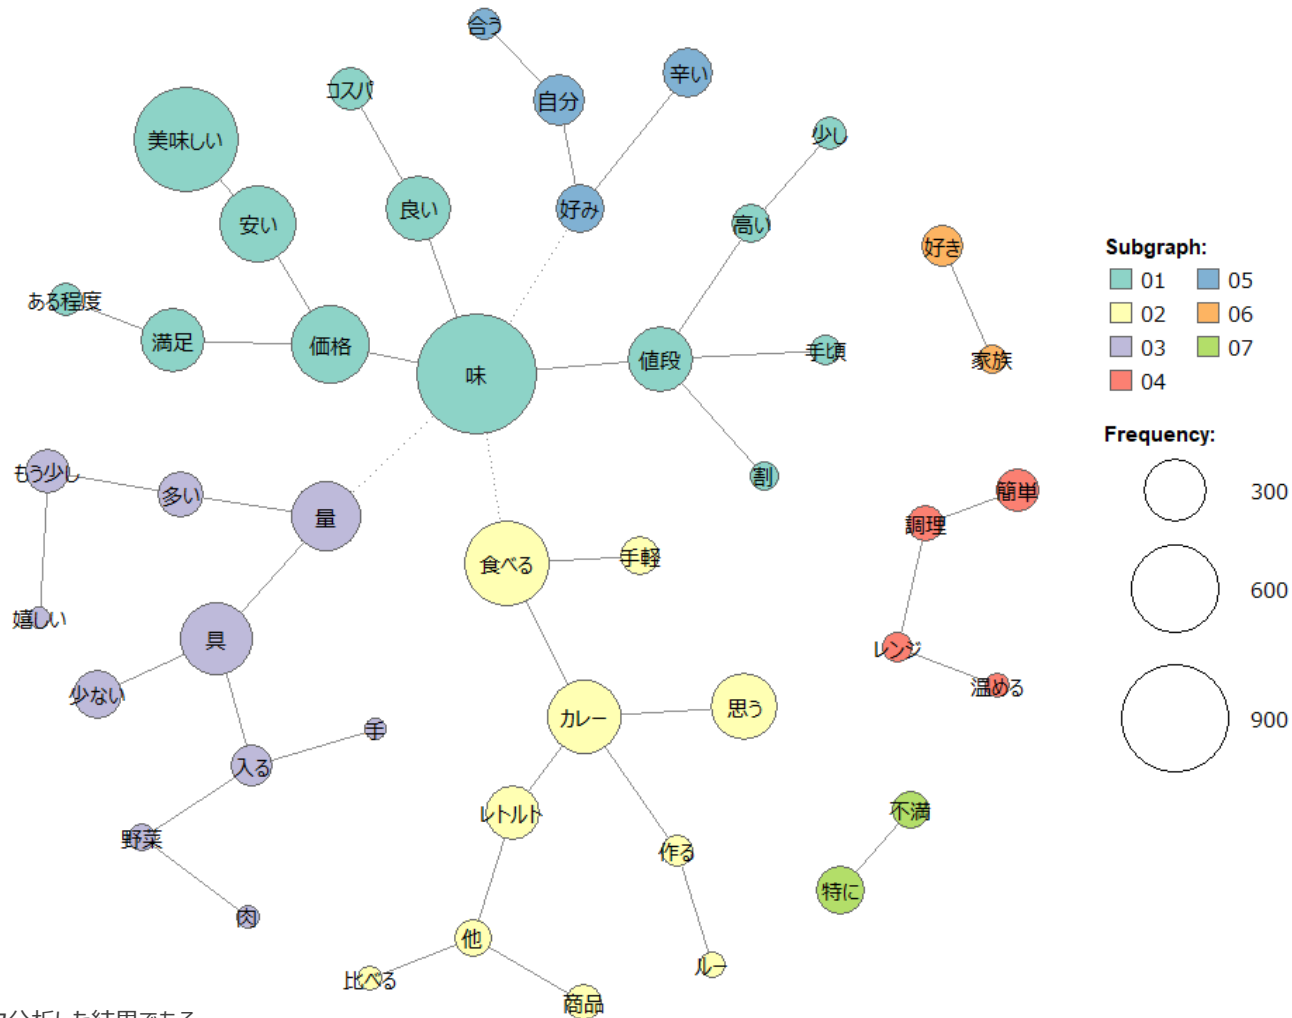 合う
自分
辛い
コスパ
美味しい
安い
良い
好み
少し
高い
好き
家族
ある程度
満足
価格
味
値段
手頃
割
もう少し
多い
量
嬉しい
具
少ない
入る
手
野菜
肉
食べる
手軽
カレー
思う
レトルト
作る
他
比べる
商品
ルー
簡単
調理
レンジ
温める
不満
特に
Subgraph:
01 05
02 06
03 07
04
Frequency:
300
600
900